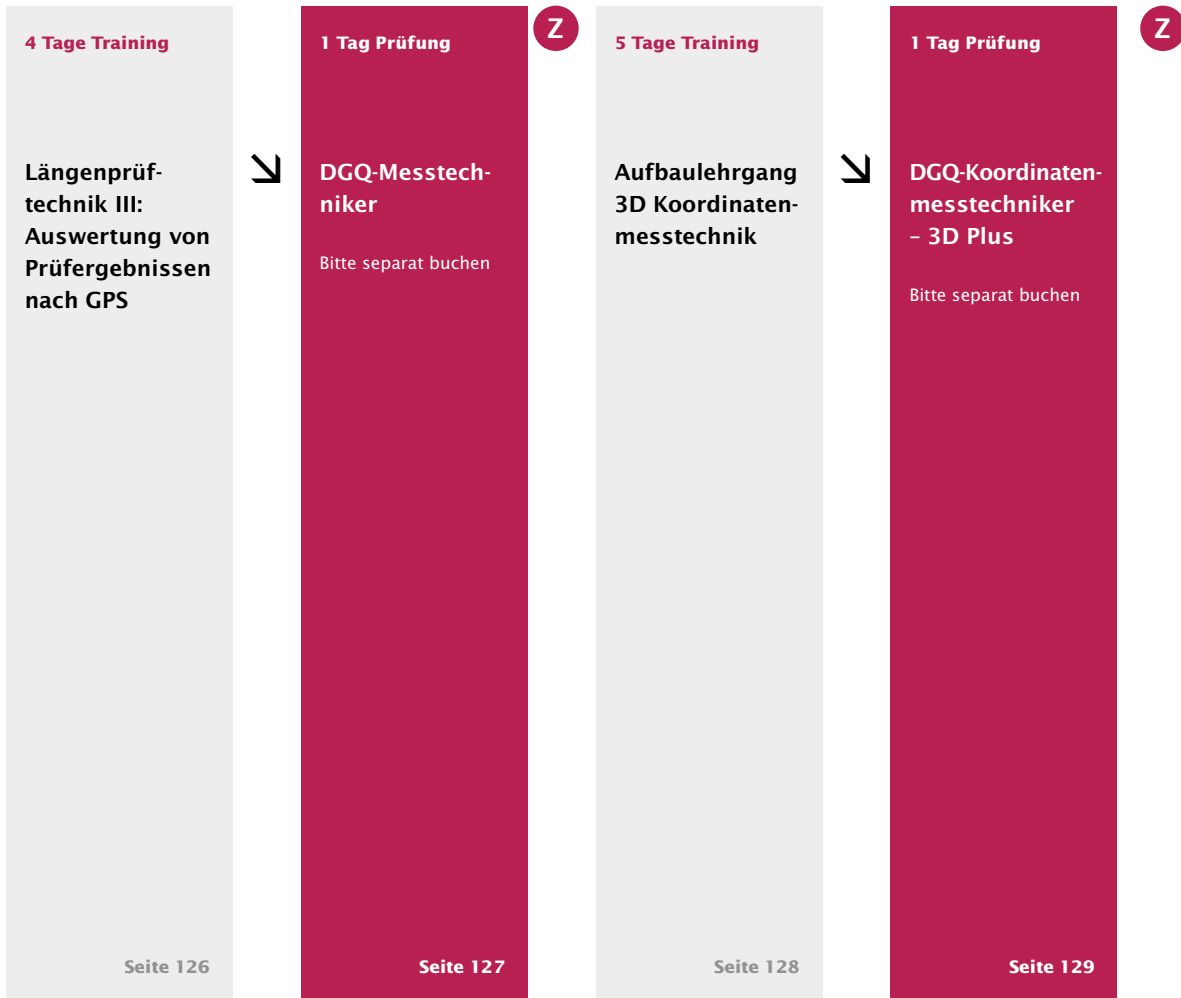 4 Tage Training
Längenprüf-
technik III:
Auswertung von
Prüfergebnissen
nach GPS
Seite 126
1 Tag Prüfung
Z
DGQ-Messtech-
niker
Bitte separat buchen
Seite 127
5 Tage Training
Aufbaulehrgang
3D Koordinaten-
messtechnik
Seite 128
1 Tag Prüfung
Z
DGQ-Koordinaten-
messtechniker
– 3D Plus
Bitte separat buchen
Seite 129